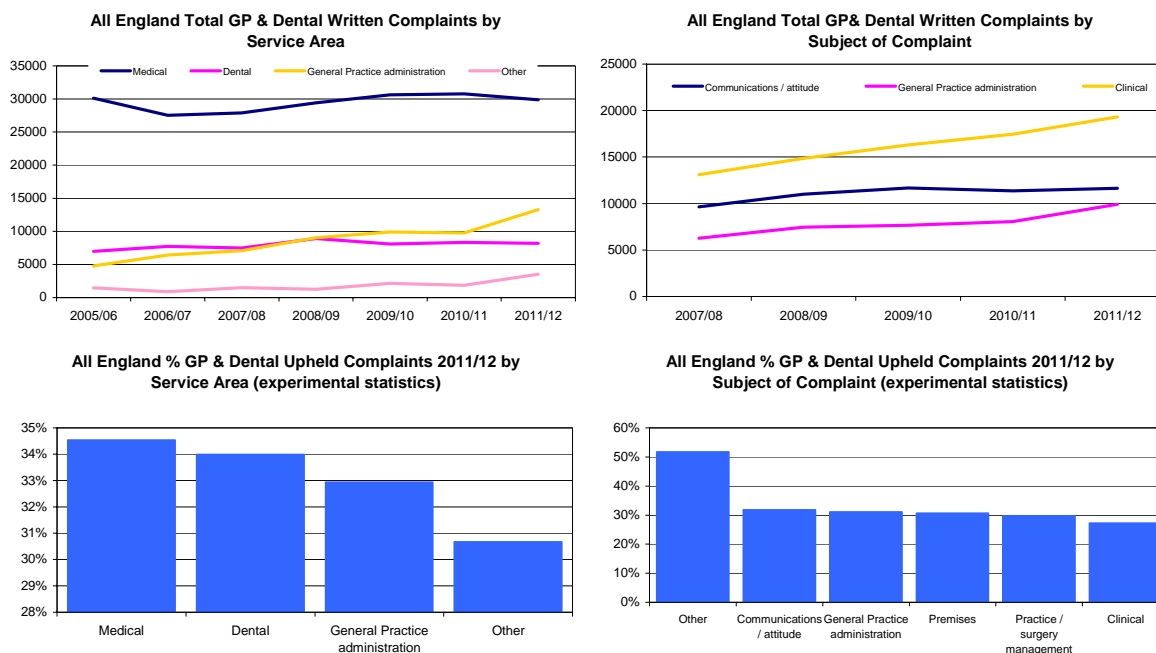 All England Total GP & Dental Written Complaints by
Service Area
35000
30000
25000
20000
15000
10000
5000
0
Medical
Dental
General Practice administration
Other
2005/06
2006/07
2007/08
2008/09
2009/10
2010/11
2011/12
All England Total GP& Dental Written Complaints by
Subject of Complaint
25000
20000
15000
10000
5000
0
Communications / attitude
General Practice administration
Clinical
2007/08
2008/09
2009/10
2010/11
2011/12
All England % GP & Dental Upheld Complaints 2011/12 by
Service Area (experimental statistics)
35%
34%
33%
32%
31%
30%
29%
28%
Medical
Dental
General Practice
administration
Other
All England % GP & Dental Upheld Complaints 2011/12 by
Subject of Complaint (experimental statistics)
60%
50%
40%
30%
20%
10%
0%
Other
Communications
/ attitude
General Practice
administration
Premises
Practice /
surgery
management
Clinical